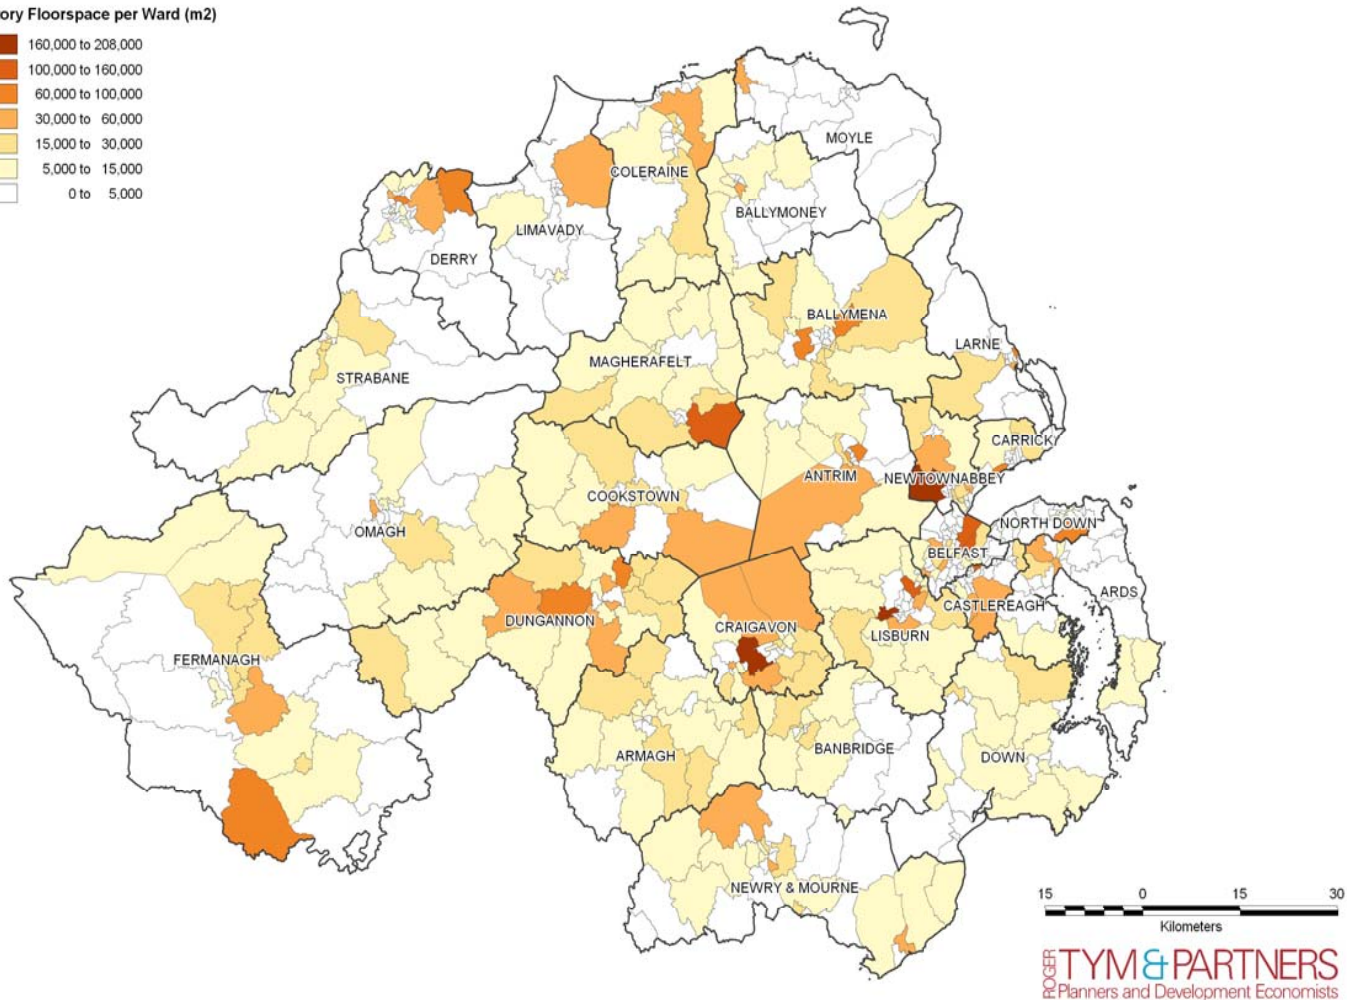 ory Floorspace per Ward (m2)
160,000 to 208,000
100,000 to 160,000
60,000 to 100,000
30,000 to 60,000
15,000 to 30,000
5,000 to 15,000
0 to 5,000
MOYLE
COLERAINE
BALLYMONEY
LIMAVADY
DERRY
BALLYMENA
LARNE
MAGHERAFELT
STRABANE
CARRICK
ANTRIM
NEWTOWNABBEY
COOKSTOWN
NORTH DOWN
OMAGH
BELFAST
ARDS
CASTLEREAGH
DUNGANNON
CRAIGAVON
LISBURN
FERMANAGH
BANBRIDGE
ARMAGH
DOWN
NEWRY & MOURNE
15 0 15 30
Kilometers
ROGER
TYM & PARTNERS
Planners and Development Economists